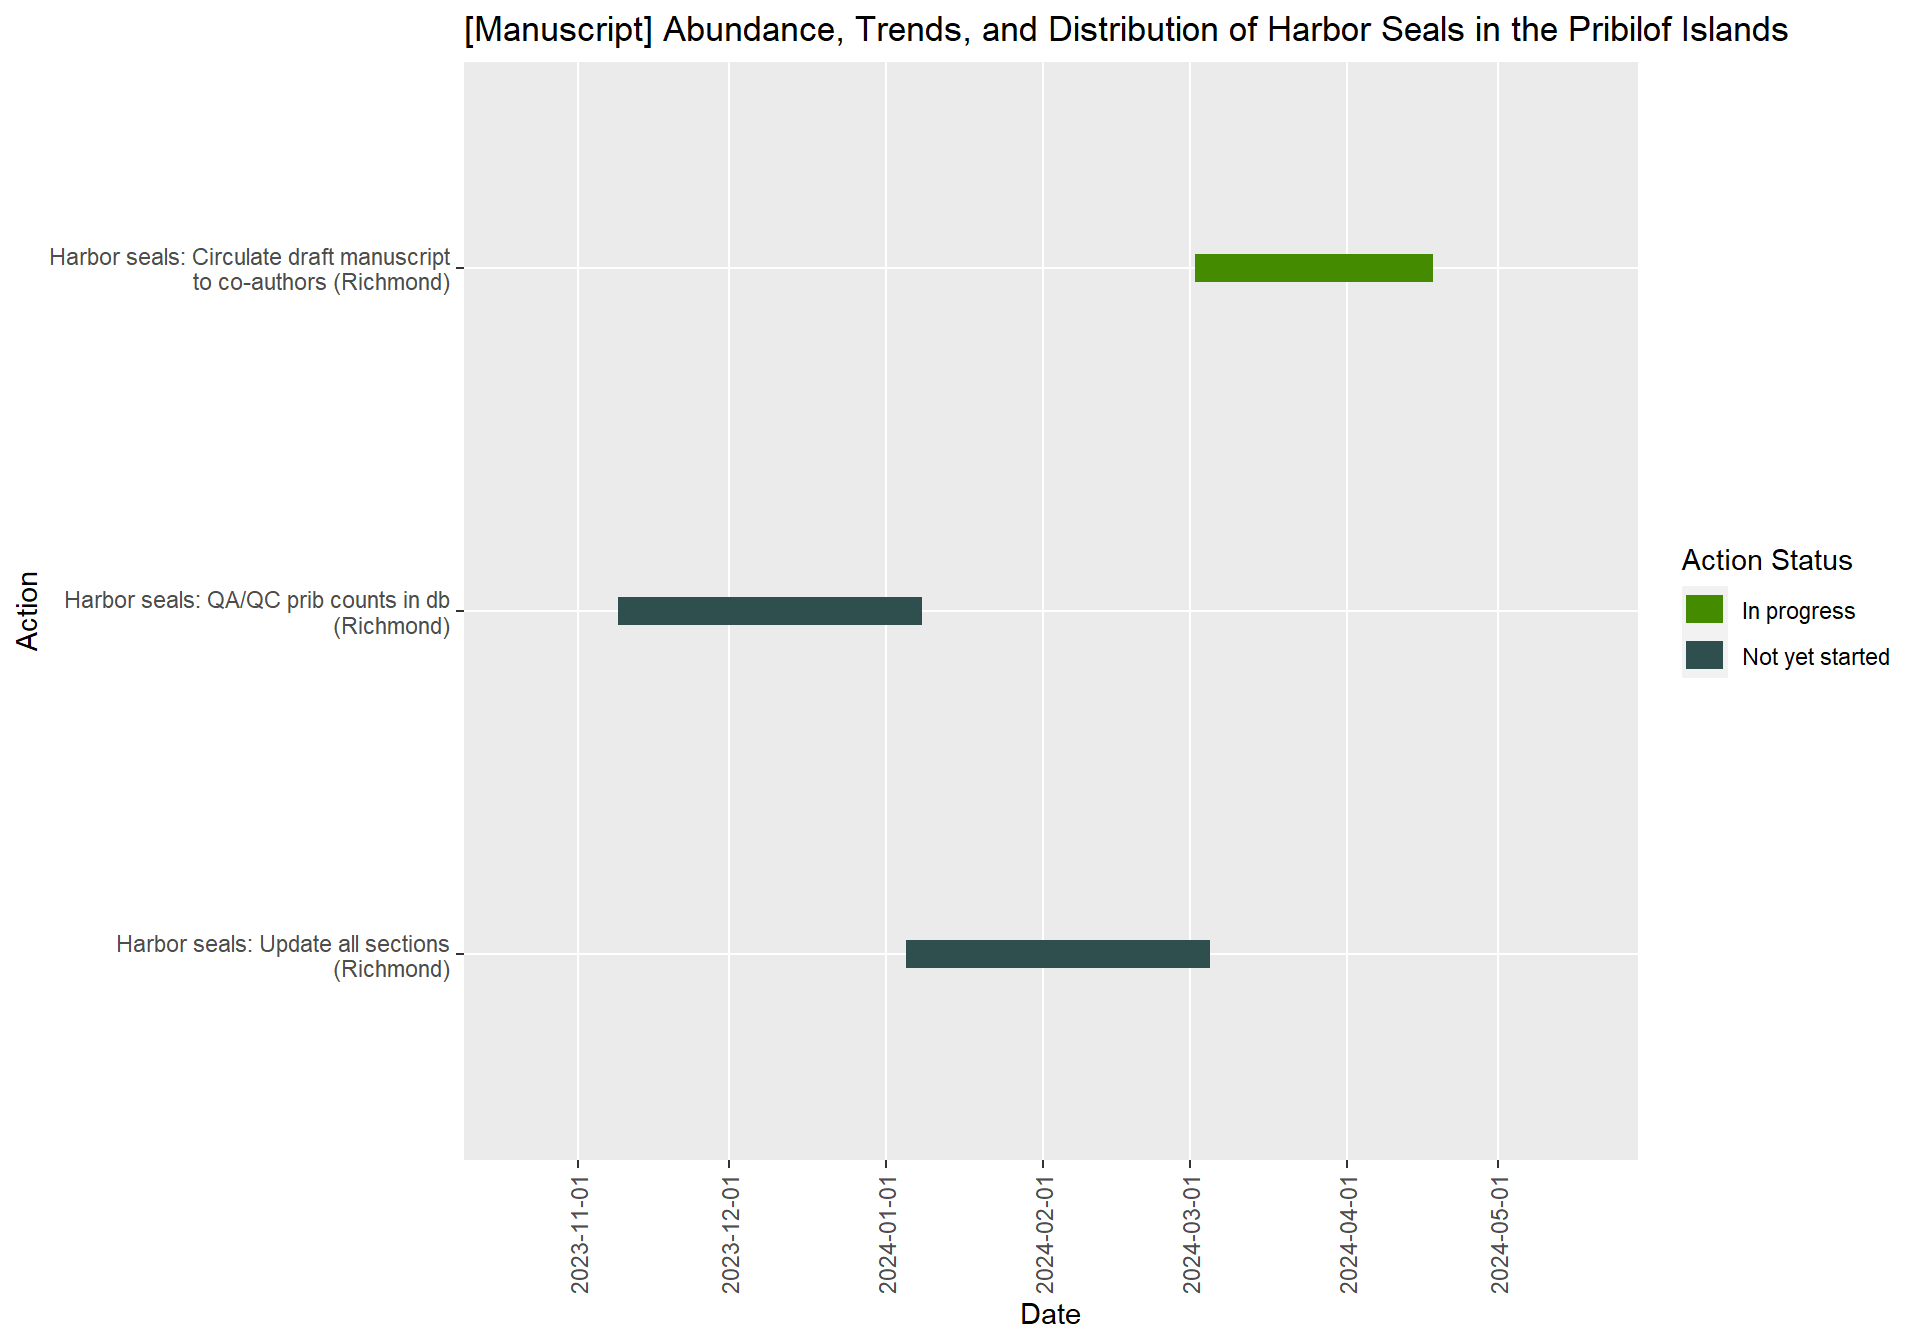 [Manuscript] Abundance, Trends, and Distribution of Harbor Seals in the Pribilof Islands
Action
Harbor seals: Circulate draft manuscript
to co-authors (Richmond)
Harbor seals: QA/QC prib counts in db
(Richmond)
Harbor seals: Update all sections
(Richmond)
2023-11-01
2023-12-01
2024-01-01
2024-02-01
2024-03-01
2024-04-01
2024-05-01
Date
Action Status
In progress
Not yet started